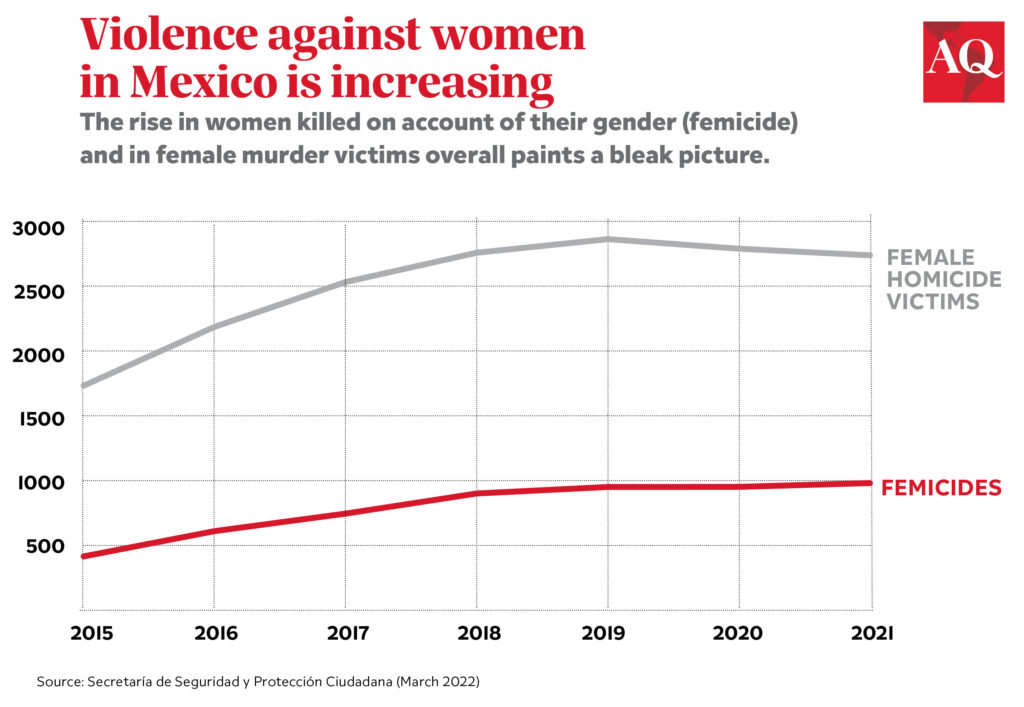 Violence against women
in Mexico is increasing
AQ
The rise in women killed on account of their gender (femicide)
and in female murder victims overall paints a bleak picture.
3000
2500
2000
1500
1000
500
FEMALE
HOMICIDE
VICTIMS
FEMICIDES
2015 2016 2017 2018 2019 2020 2021
Source: Secretaría de Seguridad y Protección Ciudadana (March 2022)